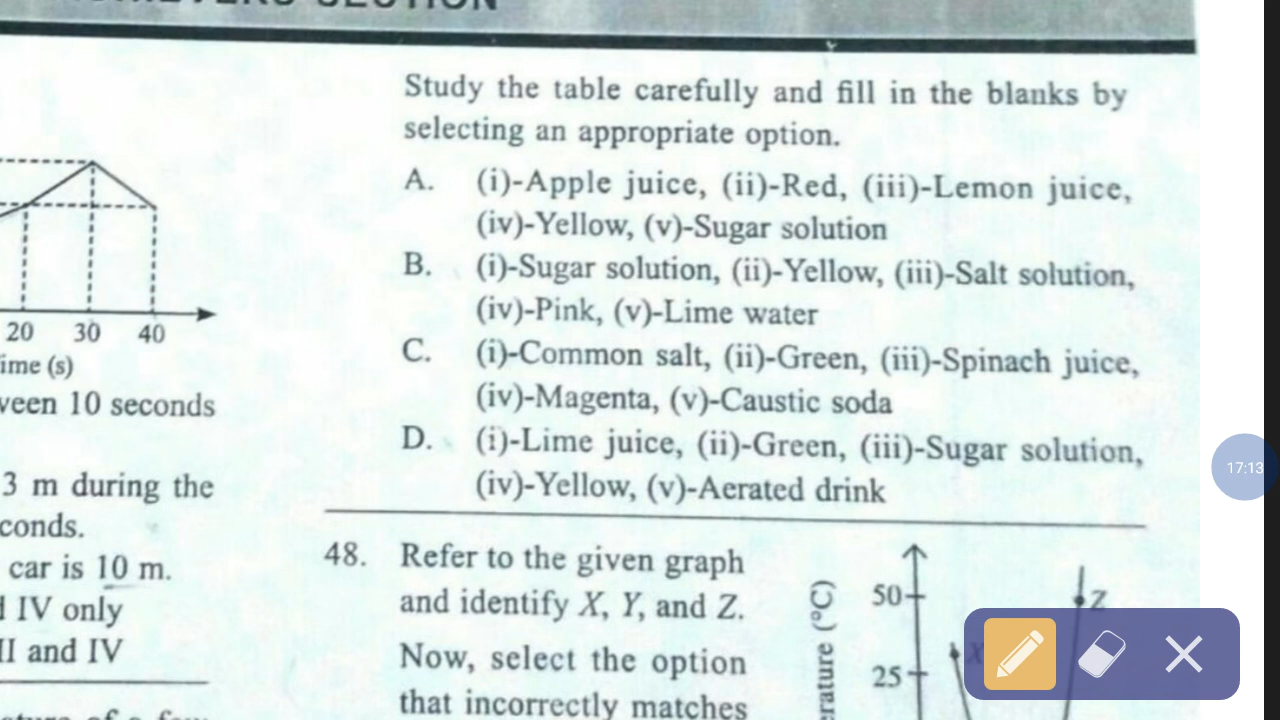 SECTION
20 30 40
ime (s)
ween 10 seconds
3 m during the
conds.
car is 10 m.
IV only
II and IV
Study the table carefully and fill in the blanks by
selecting an appropriate option.
A. (i)-Apple juice, (ii)-Red, (iii)-Lemon juice,
(iv)-Yellow, (v)-Sugar solution
B. (i)-Sugar solution, (ii)-Yellow, (iii)-Salt solution,
(iv)-Pink, (v)-Lime water
C. (i)-Common salt, (ii)-Green, (iii)-Spinach juice,
(iv)-Magenta, (v)-Caustic soda
D. (i)-Lime juice, (ii)-Green, (iii)-Sugar solution,
(iv)-Yellow, (v)-Aerated drink
48. Refer to the given graph
and identify X, Y, and Z.
Now, select the option
that incorrectly matches
erature (°C)
50
25
Z
X
17:13